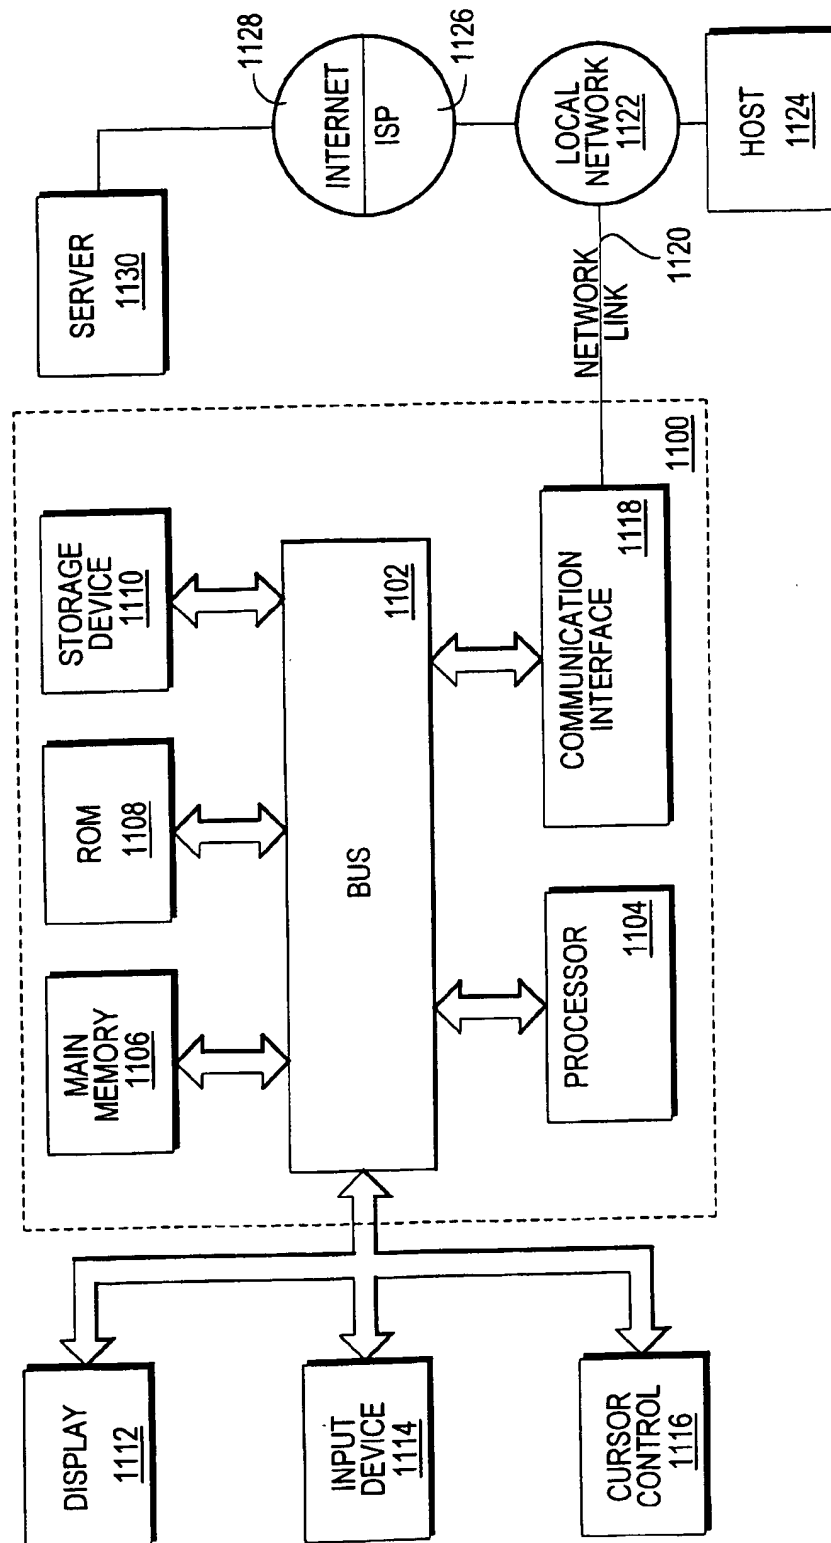 DISPLAY
1112
MAIN
MEMORY
1106
ROM
1108
STORAGE
DEVICE
1110
SERVER
1130
INPUT
DEVICE
1114
BUS
1102
INTERNET
1128
ISP
1126
CURSOR
CONTROL
1116
PROCESSOR
1104
COMMUNICATION
INTERFACE
1118
NETWORK
LINK
1120
LOCAL
NETWORK
1122
1100
HOST
1124